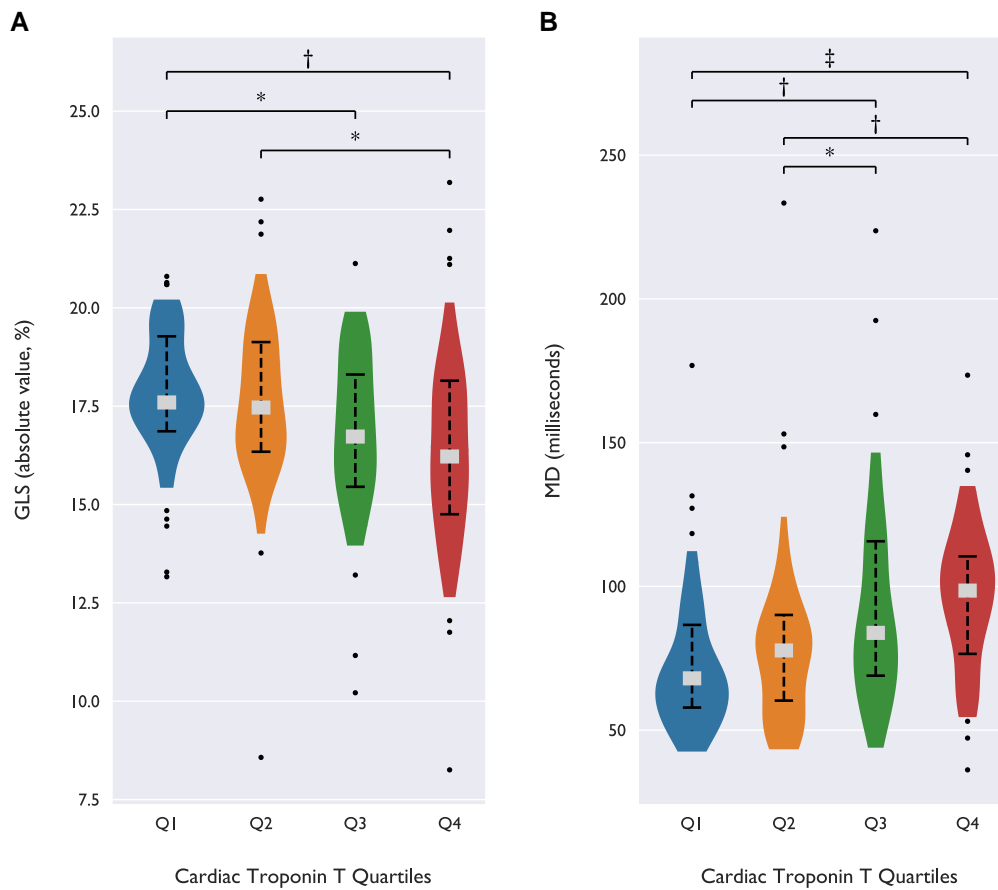 A
†
*
*
25.0
22.5
20.0
17.5
15.0
12.5
10.0
7.5
GLS (absolute value, %)
Q1 Q2 Q3 Q4
Cardiac Troponin T Quartiles
B
‡
†
†
*
250
200
150
100
50
MD (milliseconds)
Q1 Q2 Q3 Q4
Cardiac Troponin T Quartiles